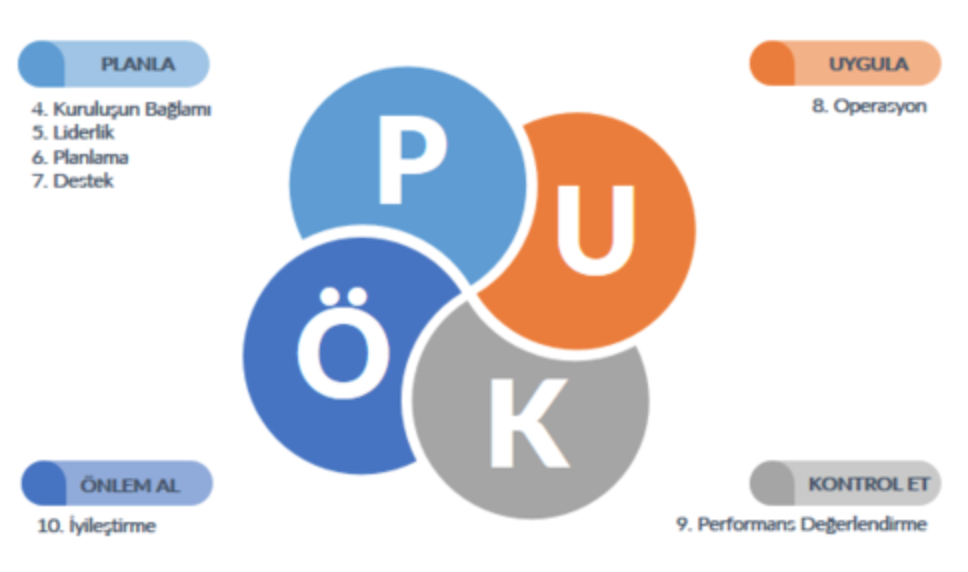 PLANLA
4. Kuruluşun Bağlamı
5. Liderlik
6. Planlama
7. Destek
UYGULA
8. Operasyon
P
U
Ö
K
ÖNLEM AL
10. İyileştirme
KONTROL ET
9. Performans Değerlendirme